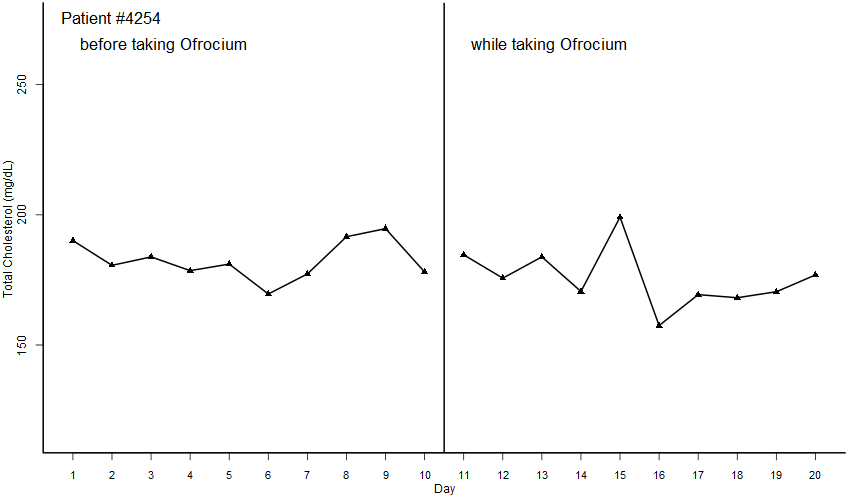 Patient #4254
before taking Ofrocium
while taking Ofrocium
Total Cholesterol (mg/dL)
250
200
150
1 2 3 4 5 6 7 8 9 10 11 12 13 14 15 16 17 18 19 20
Day